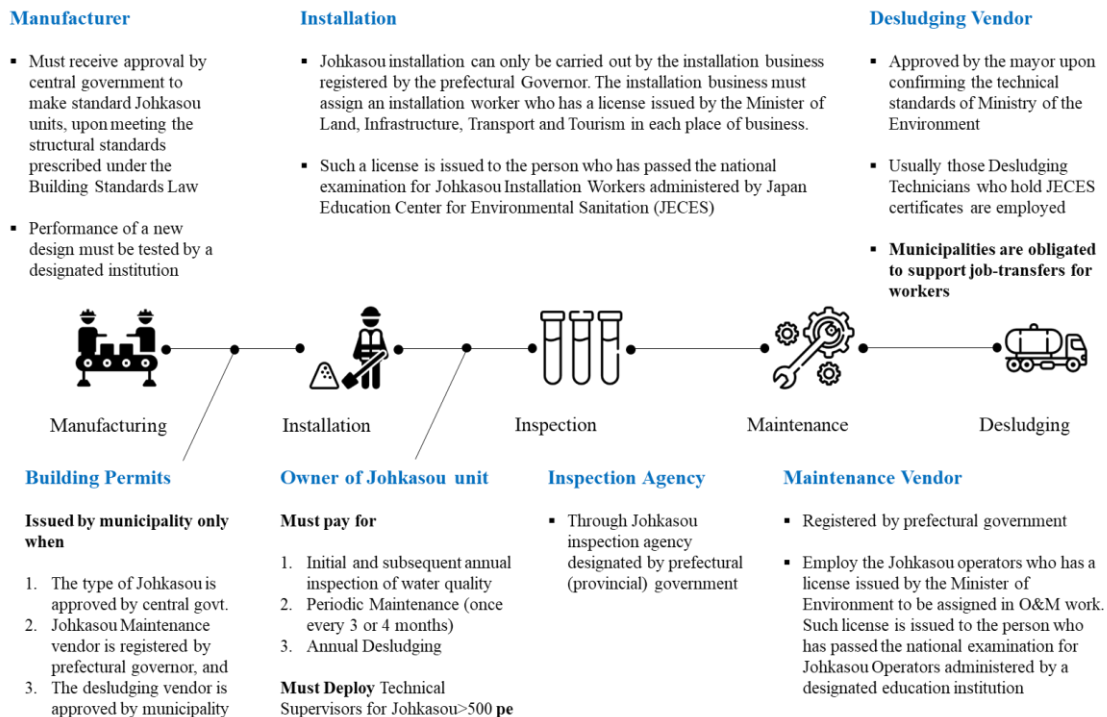 Manufacturer
▪ Must receive approval by
central government to
make standard Johkasou
units, upon meeting the
structural standards
prescribed under the
Building Standards Law
▪ Performance of a new
design must be tested by a
designated institution
Installation
▪ Johkasou installation can only be carried out by the installation business
registered by the prefectural Governor. The installation business must
assign an installation worker who has a license issued by the Minister of
Land, Infrastructure, Transport and Tourism in each place of business.
▪ Such a license is issued to the person who has passed the national
examination for Johkasou Installation Workers administered by Japan
Education Center for Environmental Sanitation (JECES)
Desludging Vendor
▪ Approved by the mayor upon
confirming the technical
standards of Ministry of the
Environment
▪ Usually those Desludging
Technicians who hold JECES
certificates are employed
▪ Municipalities are obligated
to support job-transfers for
workers
Manufacturing
Installation
Inspection
Maintenance
Desludging
Building Permits
Issued by municipality only
when
1. The type of Johkasou is
approved by central govt.
2. Johkasou Maintenance
vendor is registered by
prefectural governor, and
3. The desludging vendor is
approved by municipality
Owner of Johkasou unit
Must pay for
1. Initial and subsequent annual
inspection of water quality
2. Periodic Maintenance (once
every 3 or 4 months)
3. Annual Desludging
Must Deploy Technical
Supervisors for Johkasou>500 pe
Inspection Agency
▪ Through Johkasou
inspection agency
designated by prefectural
(provincial) government
Maintenance Vendor
▪ Registered by prefectural government
▪ Employ the Johkasou operators who has a
license issued by the Minister of
Environment to be assigned in O&M work.
Such license is issued to the person who
has passed the national examination for
Johkasou Operators administered by a
designated education institution